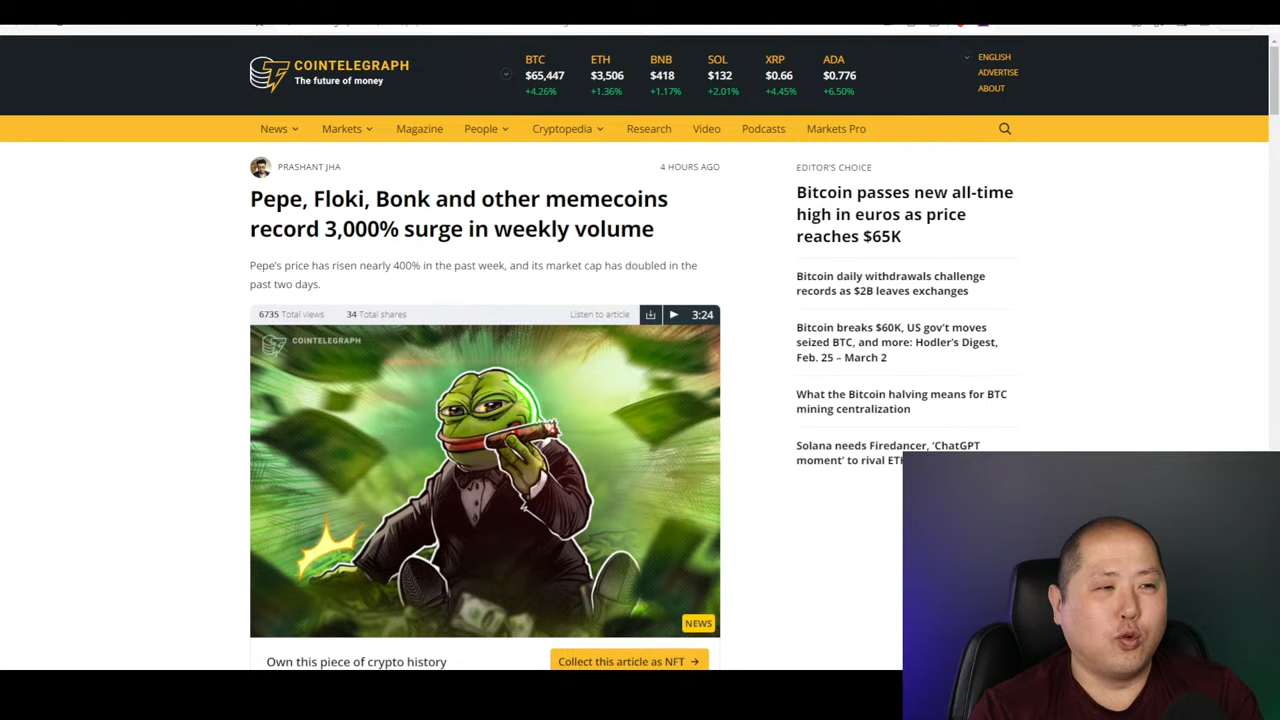 COINTELEGRAPH
The future of money
BTC
$65,447
+4.26%
ETH
$3,506
+1.36%
BNB
$418
+1.17%
SOL
$132
+2.01%
XRP
$0.66
+4.45%
ADA
$0.776
+6.50%
ENGLISH
ADVERTISE
ABOUT
News Markets Magazine People Cryptopedia Research Video Podcasts Markets Pro
PRASHANT JHA 4 HOURS AGO
Pepe, Floki, Bonk and other memecoins
record 3,000% surge in weekly volume
Pepe's price has risen nearly 400% in the past week, and its market cap has doubled in the
past two days.
6735 Total views 34 Total shares Listen to article 3:24
COINTELEGRAPH
NEWS
Own this piece of crypto history Collect this article as NFT →
EDITOR'S CHOICE
Bitcoin passes new all-time
high in euros as price
reaches $65K
Bitcoin daily withdrawals challenge
records as $2B leaves exchanges
Bitcoin breaks $60K, US gov't moves
seized BTC, and more: Hodler's Digest,
Feb. 25 – March 2
What the Bitcoin halving means for BTC
mining centralization
Solana needs Firedancer, 'ChatGPT
moment' to rival